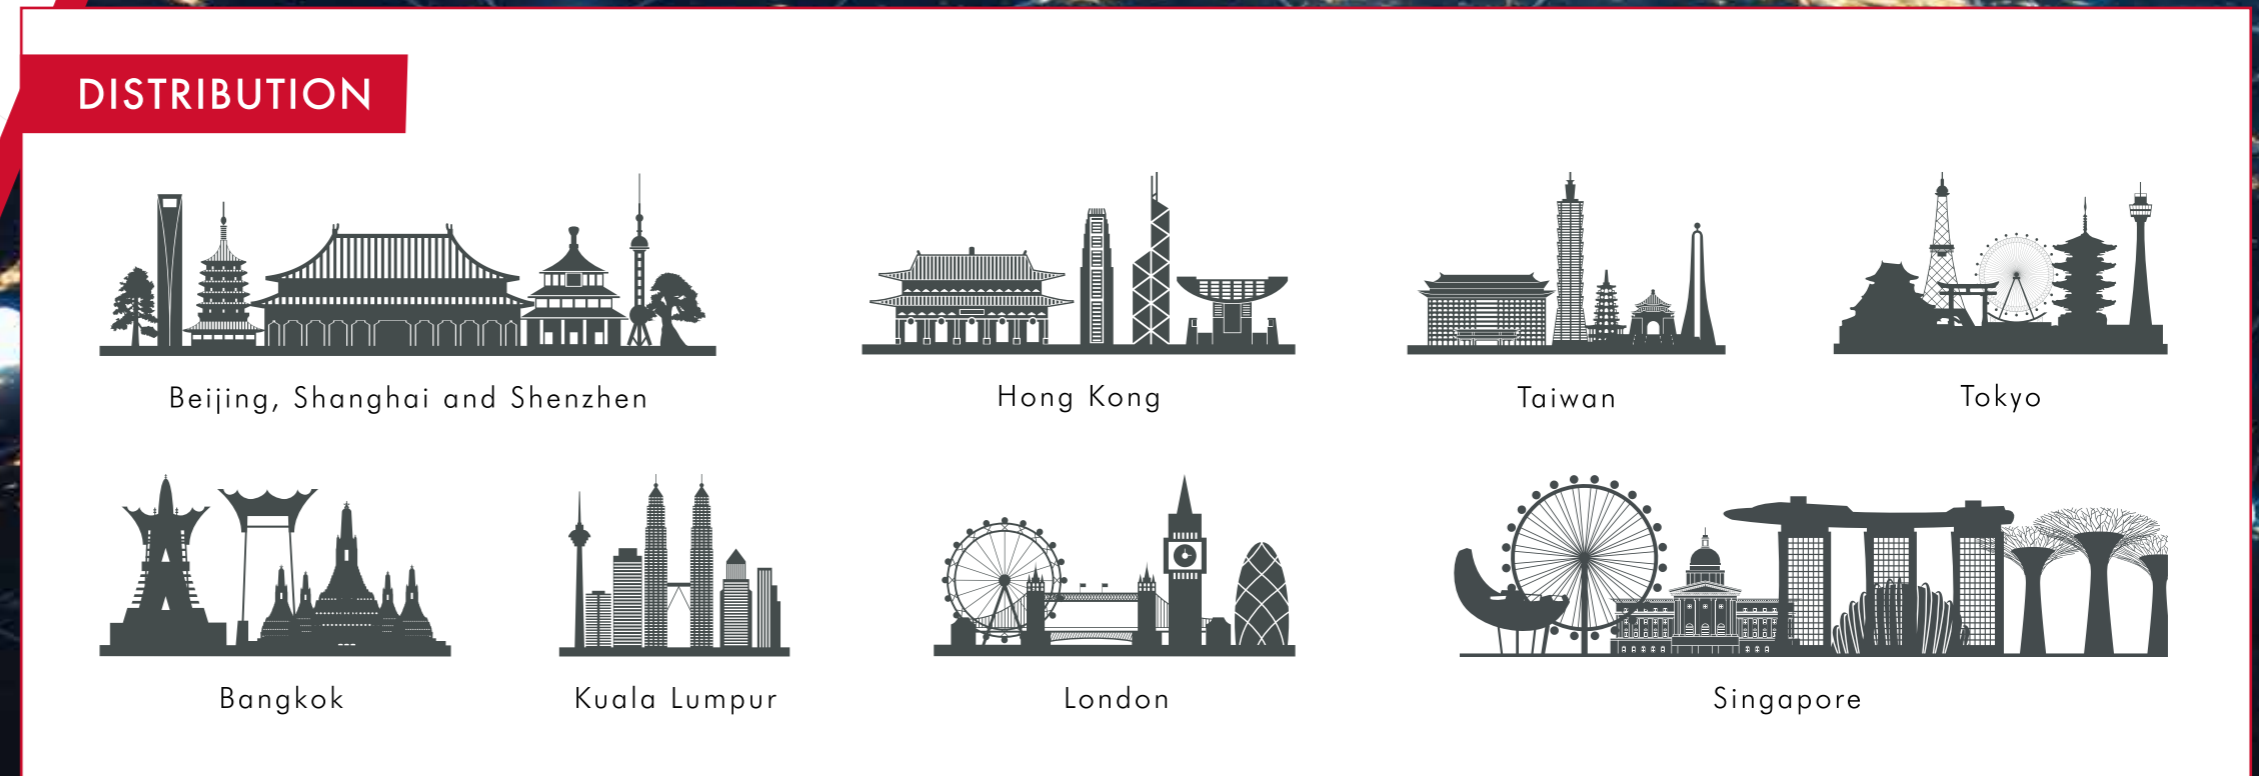 DISTRIBUTION
Beijing, Shanghai and Shenzhen
Hong Kong
Taiwan
Tokyo
Bangkok
Kuala Lumpur
London
Singapore